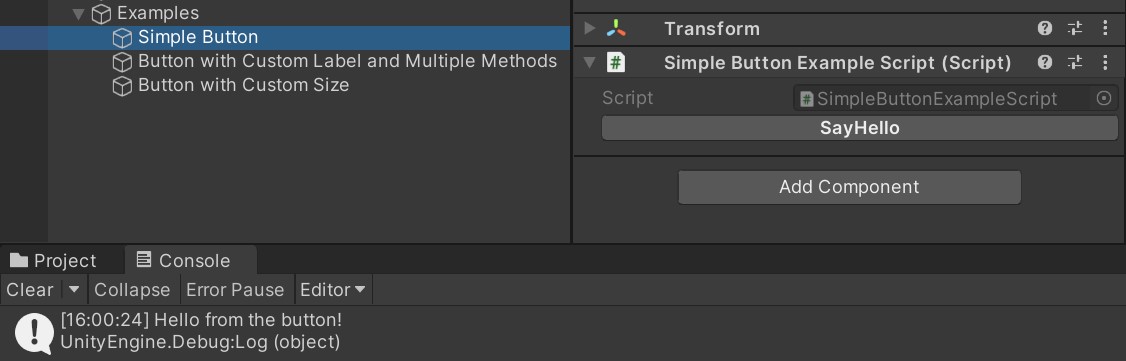 Examples
Simple Button
Button with Custom Label and Multiple Methods
Button with Custom Size
Transform
Simple Button Example Script (Script)
Script
SimpleButtonExampleScript
SayHello
Add Component
Project
Console
Clear
Collapse
Error Pause
Editor
[16:00:24] Hello from the button!
UnityEngine.Debug:Log (object)